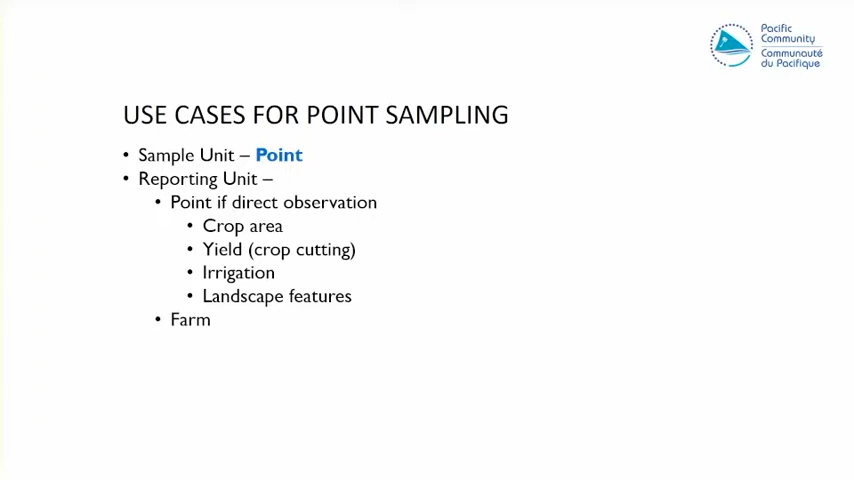 Pacific
Community
Communauté
du Pacifique
USE CASES FOR POINT SAMPLING
• Sample Unit – Point
• Reporting Unit –
• Point if direct observation
• Crop area
• Yield (crop cutting)
• Irrigation
• Landscape features
• Farm